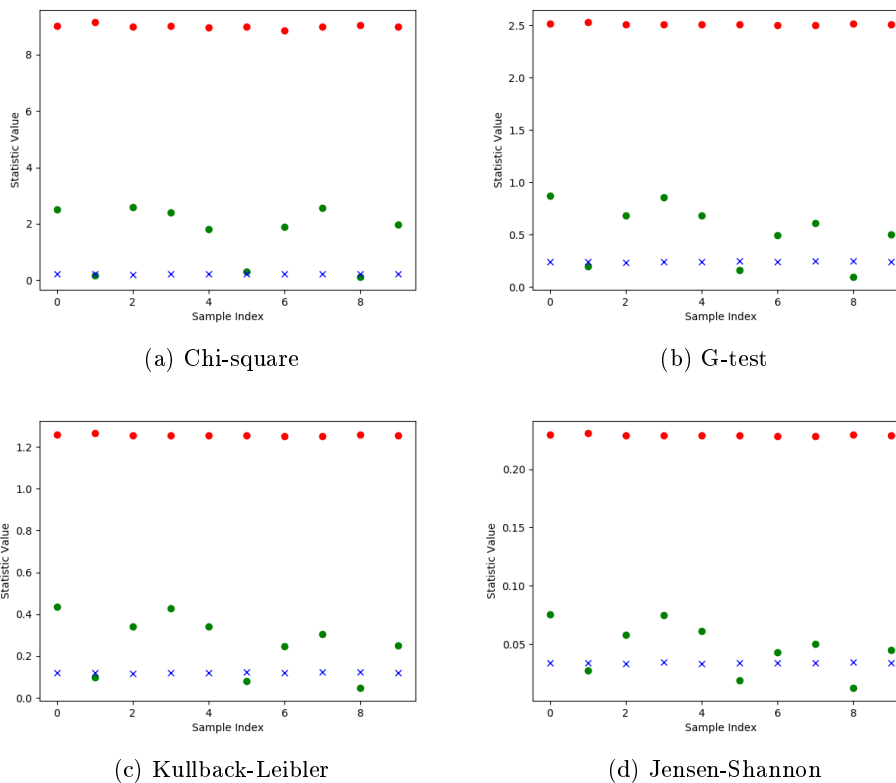 8
6
4
2
0
Statistic Value
0 2 4 6 8
Sample Index
(a) Chi-square
2.5
2.0
1.5
1.0
0.5
0.0
Statistic Value
0 2 4 6 8
Sample Index
(b) G-test
1.2
1.0
0.8
0.6
0.4
0.2
0.0
Statistic Value
0 2 4 6 8
Sample Index
(c) Kullback-Leibler
0.20
0.15
0.10
0.05
Statistic Value
0 2 4 6 8
Sample Index
(d) Jensen-Shannon